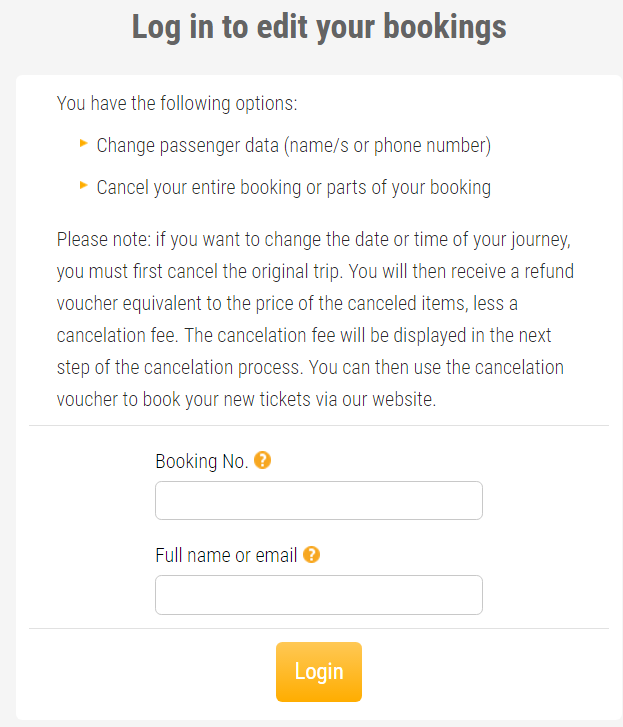 Log in to edit your bookings
You have the following options:
Change passenger data (name/s or phone number)
Cancel your entire booking or parts of your booking
Please note: if you want to change the date or time of your journey,
you must first cancel the original trip. You will then receive a refund
voucher equivalent to the price of the canceled items, less a
cancelation fee. The cancelation fee will be displayed in the next
step of the cancelation process. You can then use the cancelation
voucher to book your new tickets via our website.
Booking No. ?
Full name or email ?
Login